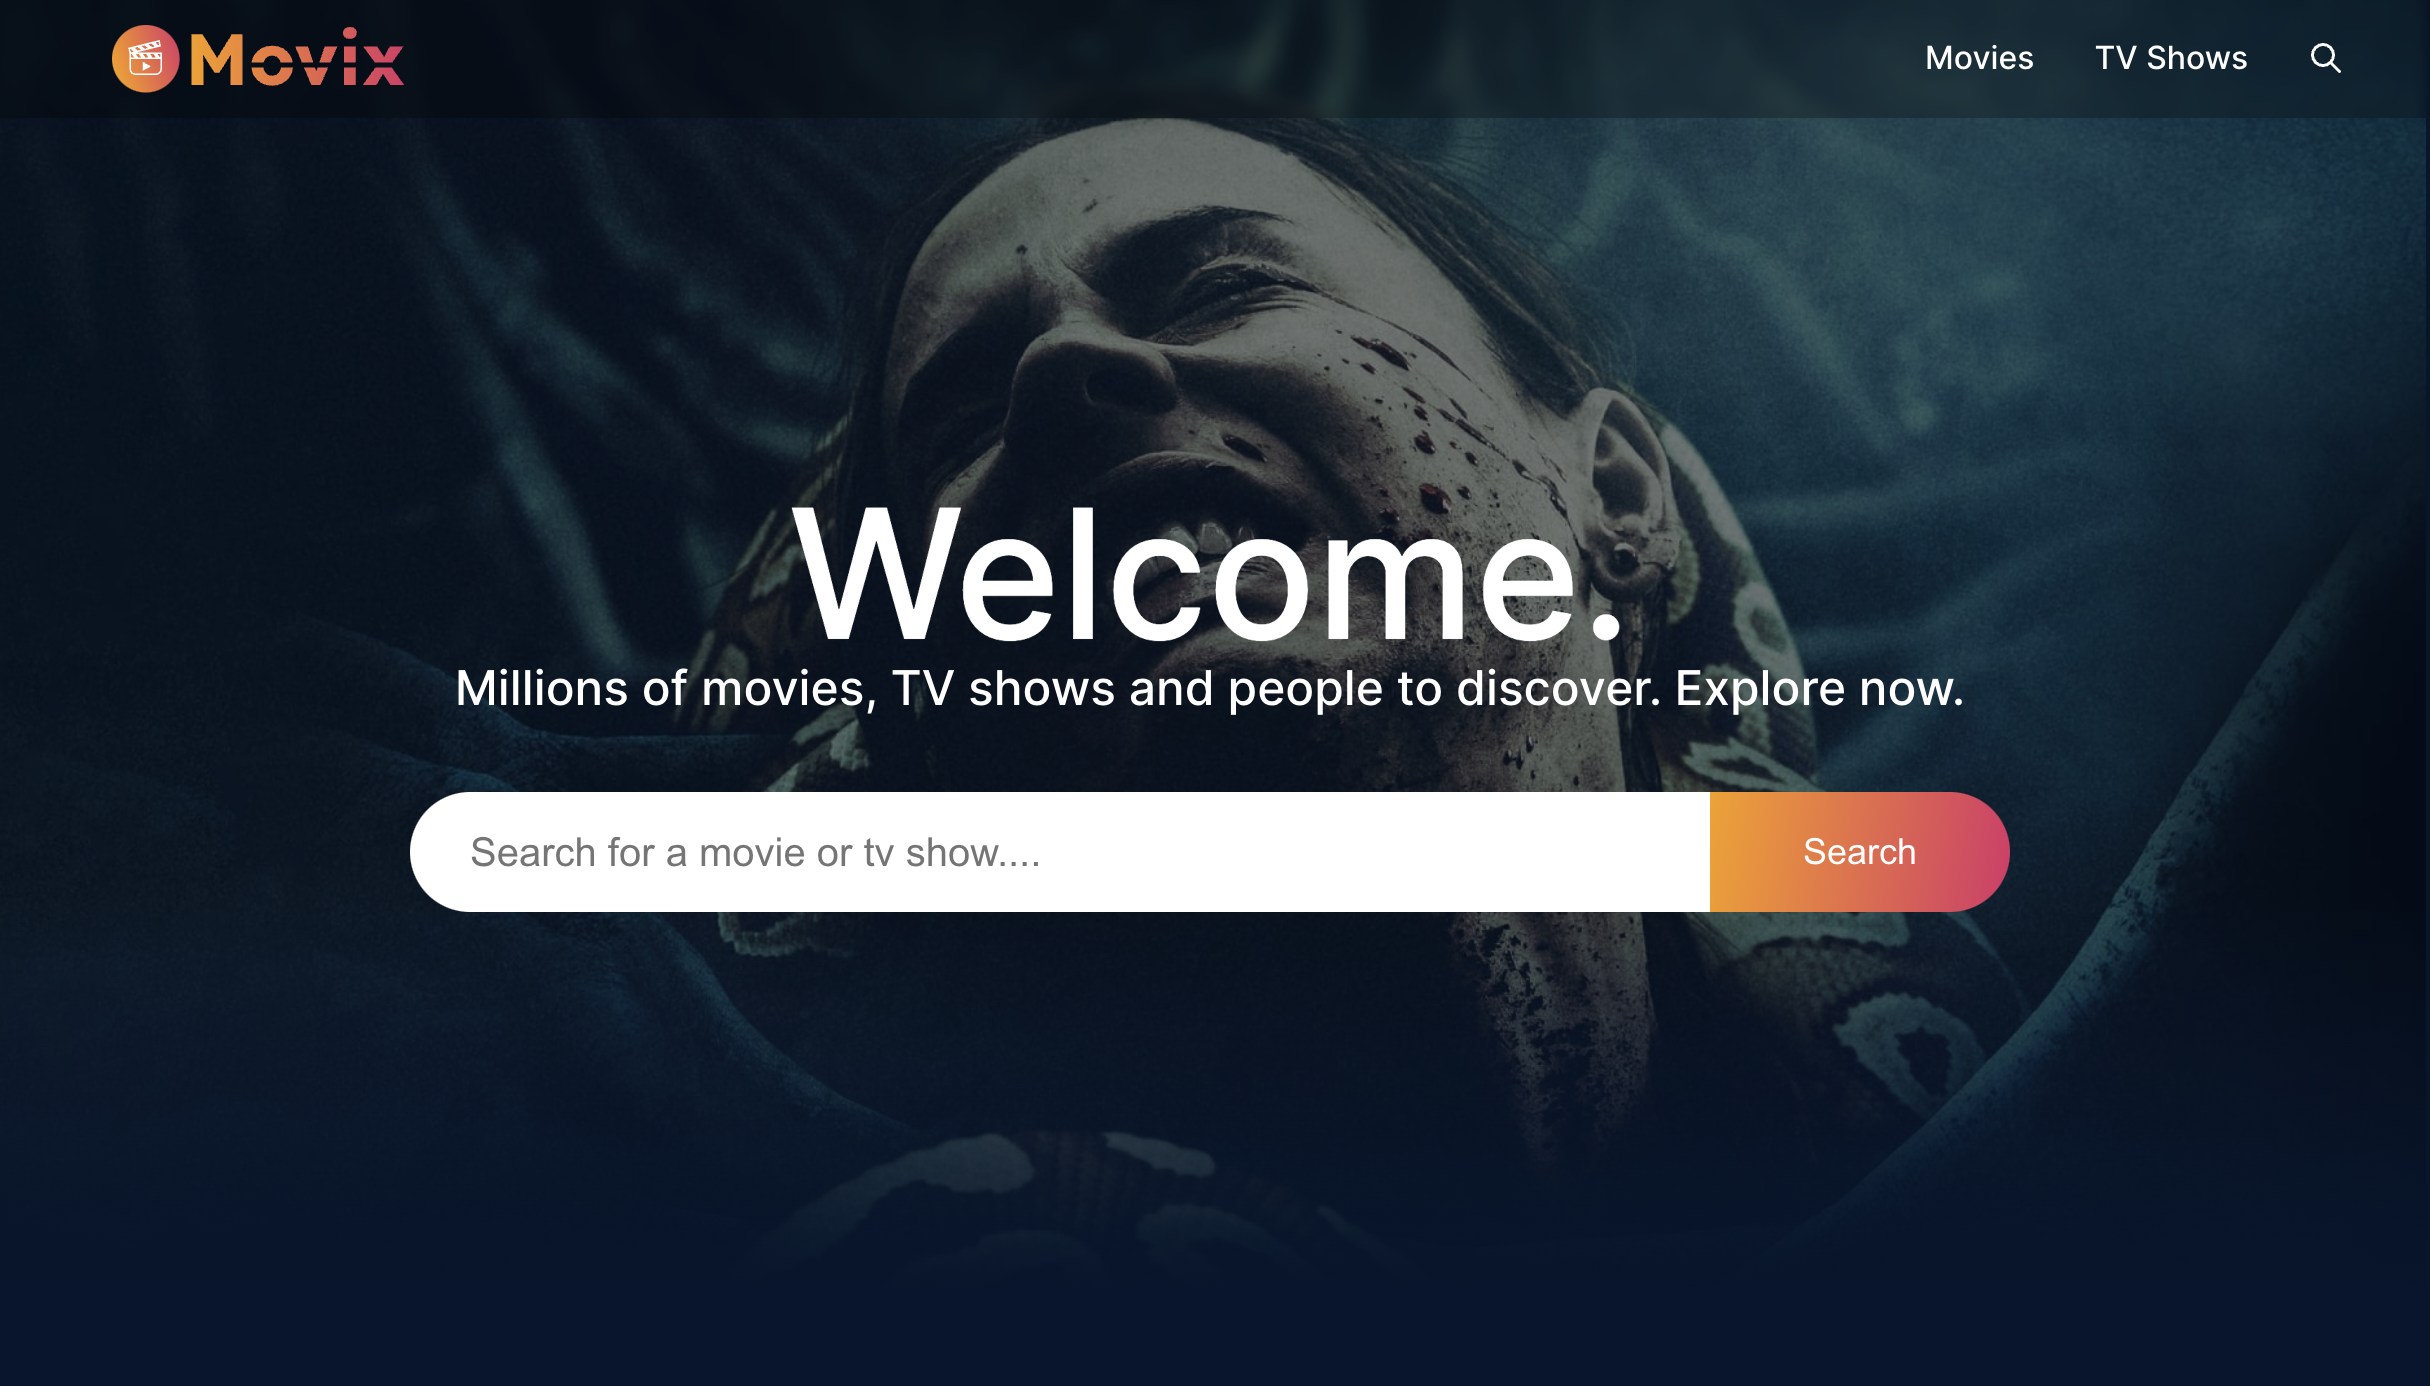 Movix
Movies
TV Shows
Welcome.
Millions of movies, TV shows and people to discover. Explore now.
Search for a movie or tv show....
Search